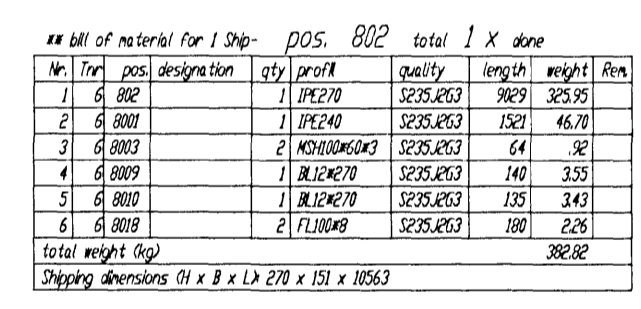 ** bill of material for 1 Ship- pos. 802 total 1 x done
Nr. Tnr pos. designation qty profil quality length weight Rem.
1 6 802 1 IPE270 S235J2G3 9029 325.95
2 6 8001 1 IPE240 S235J2G3 1521 46.70
3 6 8003 2 MSH100*60*3 S235J2G3 64 .92
4 6 8009 1 BL12*270 S235J2G3 140 3.55
5 6 8010 1 BL12*270 S235J2G3 135 3.43
6 6 8018 2 FL100*8 S235J2G3 180 2.26
total weight (kg) 382.82
Shipping dimensions (H x B x L): 270 x 151 x 10563